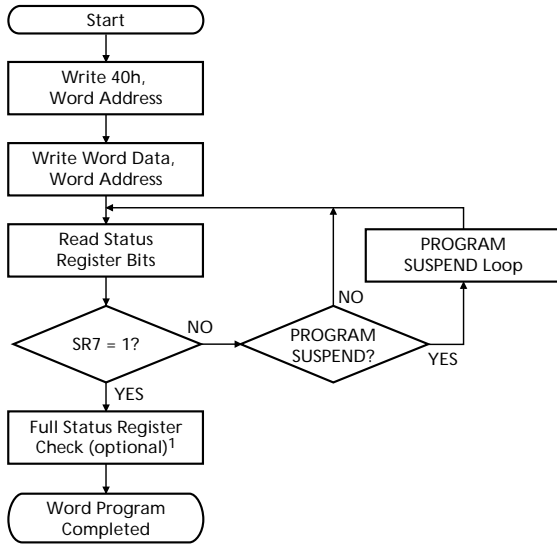 Start
Write 40h,
Word Address
Write Word Data,
Word Address
Read Status
Register Bits
PROGRAM
SUSPEND Loop
NO
SR7 = 1?
NO
PROGRAM
SUSPEND?
YES
YES
Full Status Register
Check (optional)1
Word Program
Completed